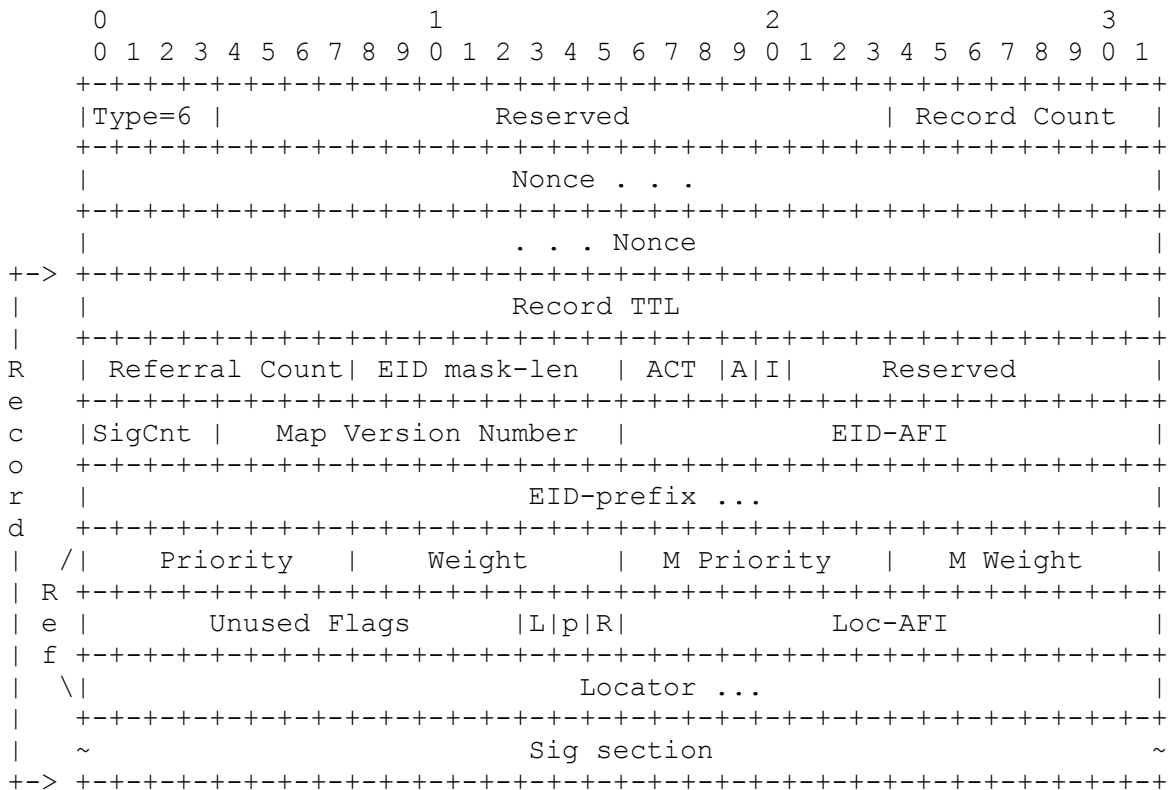 0                   1                   2                   3
        0 1 2 3 4 5 6 7 8 9 0 1 2 3 4 5 6 7 8 9 0 1 2 3 4 5 6 7 8 9 0 1
       +-+-+-+-+-+-+-+-+-+-+-+-+-+-+-+-+-+-+-+-+-+-+-+-+-+-+-+-+-+-+-+-+
       |Type=6 |                Reserved               | Record Count  |
       +-+-+-+-+-+-+-+-+-+-+-+-+-+-+-+-+-+-+-+-+-+-+-+-+-+-+-+-+-+-+-+-+
       |                         Nonce . . .                           |
       +-+-+-+-+-+-+-+-+-+-+-+-+-+-+-+-+-+-+-+-+-+-+-+-+-+-+-+-+-+-+-+-+
       |                         . . . Nonce                           |
   +-> +-+-+-+-+-+-+-+-+-+-+-+-+-+-+-+-+-+-+-+-+-+-+-+-+-+-+-+-+-+-+-+-+
   |   |                         Record TTL                            |
   |   +-+-+-+-+-+-+-+-+-+-+-+-+-+-+-+-+-+-+-+-+-+-+-+-+-+-+-+-+-+-+-+-+
   R   | Referral Count| EID mask-len  | ACT |A|I|     Reserved        |
   e   +-+-+-+-+-+-+-+-+-+-+-+-+-+-+-+-+-+-+-+-+-+-+-+-+-+-+-+-+-+-+-+-+
   c   |SigCnt |   Map Version Number  |            EID-AFI            |
   o   +-+-+-+-+-+-+-+-+-+-+-+-+-+-+-+-+-+-+-+-+-+-+-+-+-+-+-+-+-+-+-+-+
   r   |                          EID-prefix ...                       |
   d   +-+-+-+-+-+-+-+-+-+-+-+-+-+-+-+-+-+-+-+-+-+-+-+-+-+-+-+-+-+-+-+-+
   |  /|    Priority   |    Weight     |  M Priority   |   M Weight    |
   | R +-+-+-+-+-+-+-+-+-+-+-+-+-+-+-+-+-+-+-+-+-+-+-+-+-+-+-+-+-+-+-+-+
   | e |       Unused Flags      |L|p|R|            Loc-AFI            |
   | f +-+-+-+-+-+-+-+-+-+-+-+-+-+-+-+-+-+-+-+-+-+-+-+-+-+-+-+-+-+-+-+-+
   |  \|                             Locator ...                       |
   |   +-+-+-+-+-+-+-+-+-+-+-+-+-+-+-+-+-+-+-+-+-+-+-+-+-+-+-+-+-+-+-+-+
   |   ~                          Sig section                          ~
   +-> +-+-+-+-+-+-+-+-+-+-+-+-+-+-+-+-+-+-+-+-+-+-+-+-+-+-+-+-+-+-+-+-+